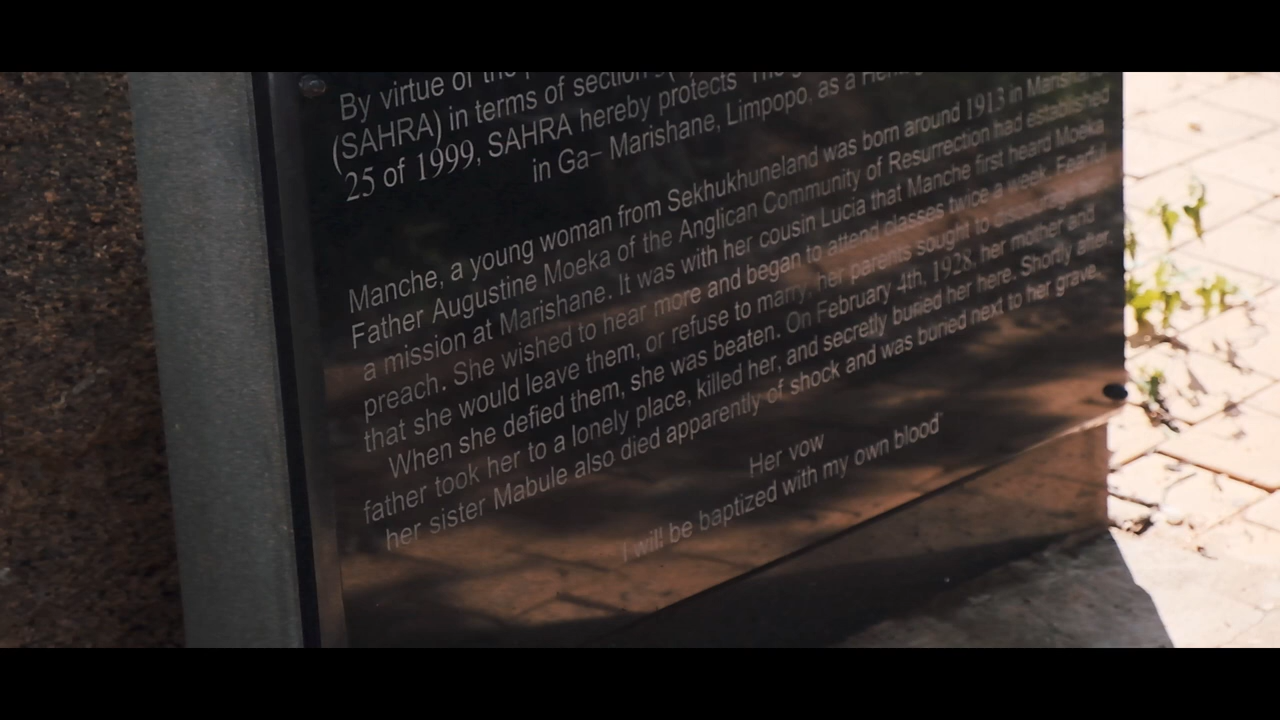 By virtue of the
(SAHRA) in terms of section
25 of 1999, SAHRA hereby protects The
in Ga– Marishane, Limpopo, as a
Manche, a young woman from Sekhukhuneland was born around 1913 in
Father Augustine Moeka of the Anglican Community of Resurrection had established
a mission at Marishane. It was with her cousin Lucia that Manche first heard Moeka
preach. She wished to hear more and began to attend classes twice a week. Fearful
that she would leave them, or refuse to marry, her parents sought to discourage
When she defied them, she was beaten. On February 4th, 1928, her mother and
father took her to a lonely place, killed her, and secretly buried her here. Shortly after
her sister Mabule also died apparently of shock and was buried next to her grave.
Her vow
I will be baptized with my own blood'